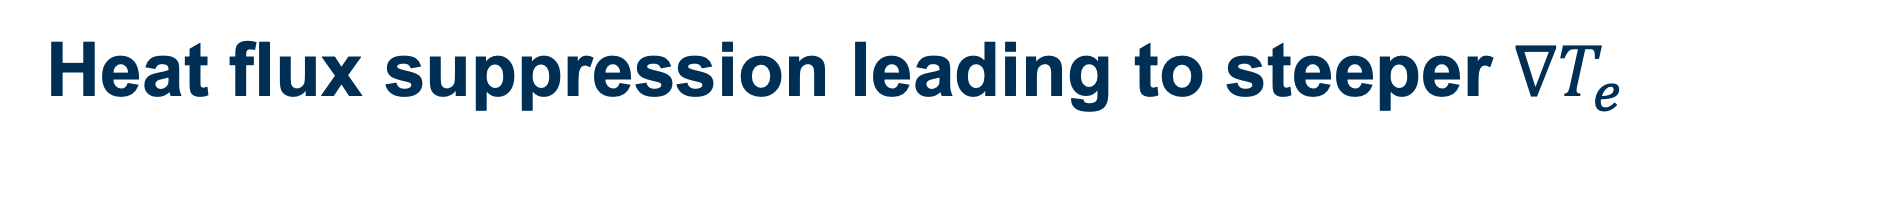 Heat flux suppression leading to steeper ∇Tₑ